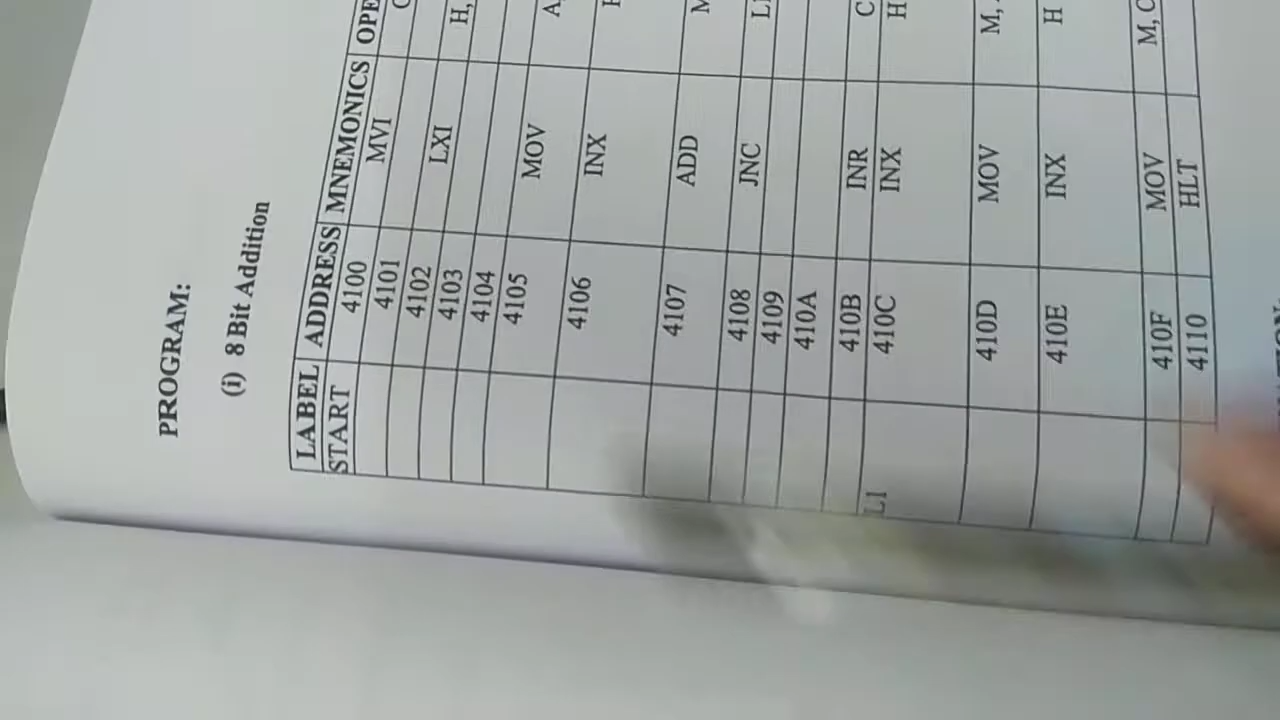 PROGRAM:
(i) 8 Bit Addition
LABEL ADDRESS MNEMONICS OPE
START 4100 MVI C
4101
4102 LXI H,
4103
4104
4105 MOV A,
4106 INX
4107 ADD M
4108 JNC L1
4109
410A
410B INR C
L1 410C INX H
410D MOV M,
410E INX H
410F MOV M, C
4110 HLT